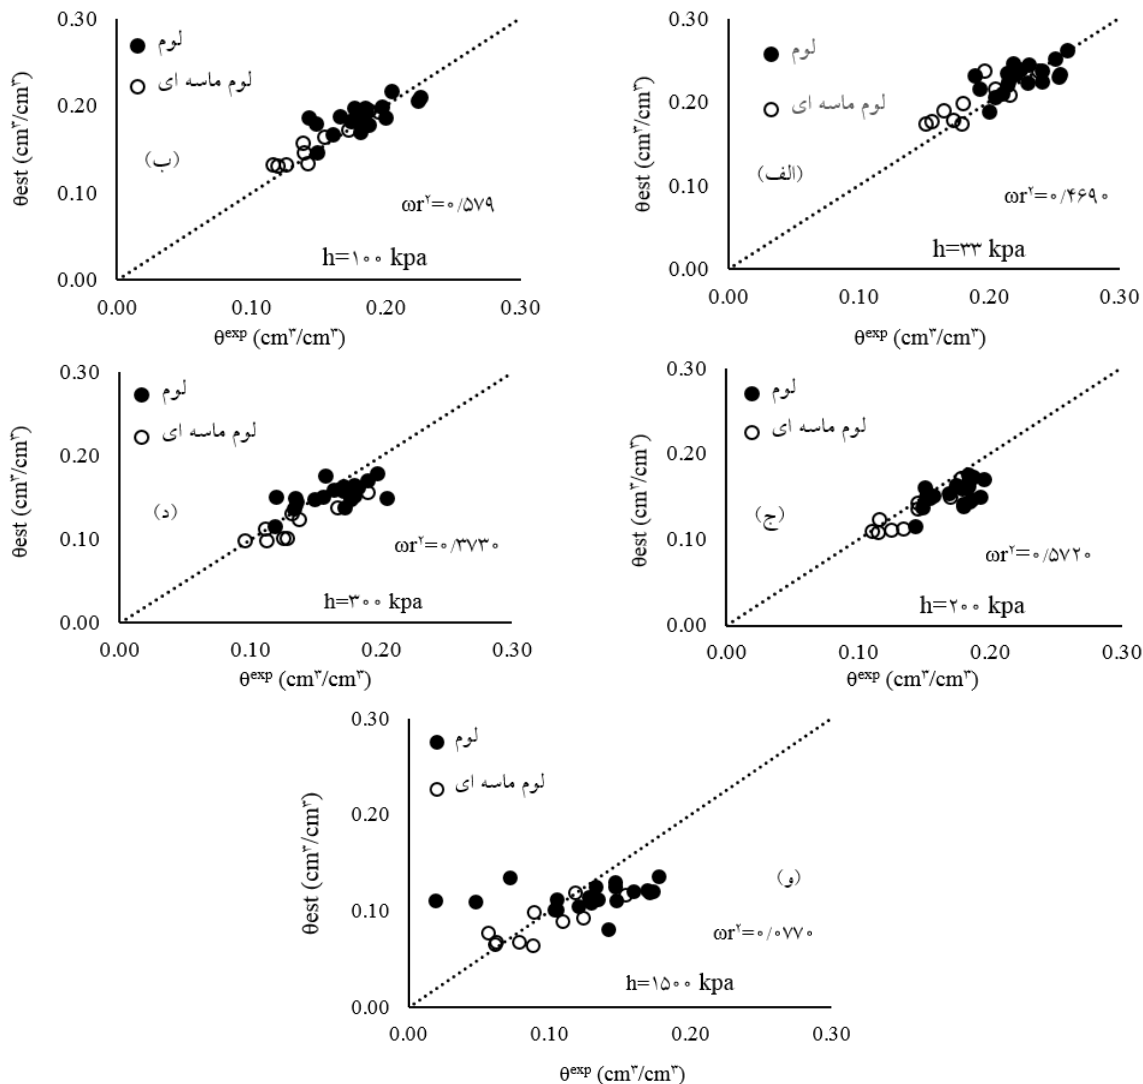 0.30
لوم
لوم ماسه ای
0.20
θest (cm۳/cm۳)
(ب)
0.10
ωr۲=۰/۵۷۹
h=۱۰۰ kpa
0.00
0.00 0.10 0.20 0.30
θexp (cm۳/cm۳)
0.30
لوم
لوم ماسه ای
0.20
θest (cm۳/cm۳)
(الف)
0.10
ωr۲=۰/۴۶۹۰
h=۳۳ kpa
0.00
0.00 0.10 0.20 0.30
θexp (cm۳/cm۳)
0.30
لوم
لوم ماسه ای
0.20
θest (cm۳/cm۳)
(د)
0.10
ωr۲=۰/۳۷۳۰
h=۳۰۰ kpa
0.00
0.00 0.10 0.20 0.30
θexp (cm۳/cm۳)
0.30
لوم
لوم ماسه ای
0.20
θest (cm۳/cm۳)
(ج)
0.10
ωr۲=۰/۵۷۲۰
h=۲۰۰ kpa
0.00
0.00 0.10 0.20 0.30
θexp (cm۳/cm۳)
0.30
لوم
لوم ماسه ای
0.20
θest (cm۳/cm۳)
(و)
0.10
ωr۲=۰/۰۷۷۰
h=۱۵۰۰ kpa
0.00
0.00 0.10 0.20 0.30
θexp (cm۳/cm۳)